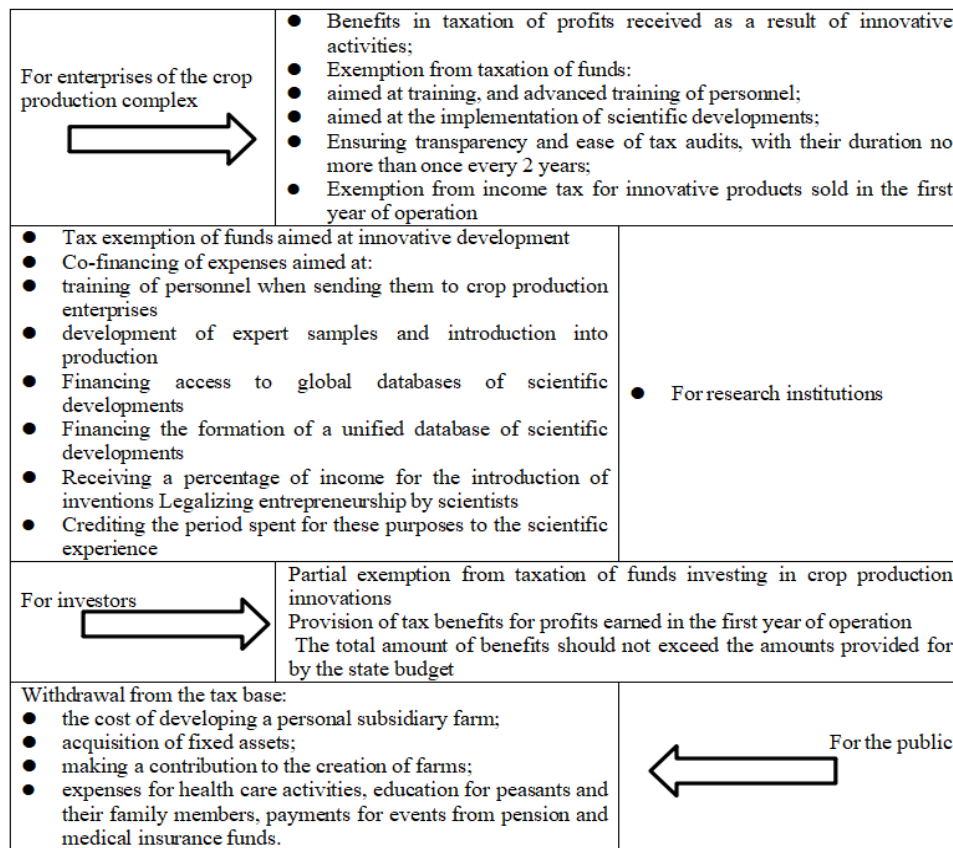 For enterprises of the crop
production complex
● Benefits in taxation of profits received as a result of innovative
activities;
● Exemption from taxation of funds:
● aimed at training, and advanced training of personnel;
● aimed at the implementation of scientific developments;
● Ensuring transparency and ease of tax audits, with their duration no
more than once every 2 years;
● Exemption from income tax for innovative products sold in the first
year of operation
● Tax exemption of funds aimed at innovative development
● Co-financing of expenses aimed at:
● training of personnel when sending them to crop production
enterprises
● development of expert samples and introduction into
production
● Financing access to global databases of scientific
developments
● Financing the formation of a unified database of scientific
developments
● Receiving a percentage of income for the introduction of
inventions Legalizing entrepreneurship by scientists
● Crediting the period spent for these purposes to the scientific
experience
● For research institutions
For investors
Partial exemption from taxation of funds investing in crop production
innovations
Provision of tax benefits for profits earned in the first year of operation
The total amount of benefits should not exceed the amounts provided for
by the state budget
Withdrawal from the tax base:
● the cost of developing a personal subsidiary farm;
● acquisition of fixed assets;
● making a contribution to the creation of farms;
● expenses for health care activities, education for peasants and
their family members, payments for events from pension and
medical insurance funds.
For the public